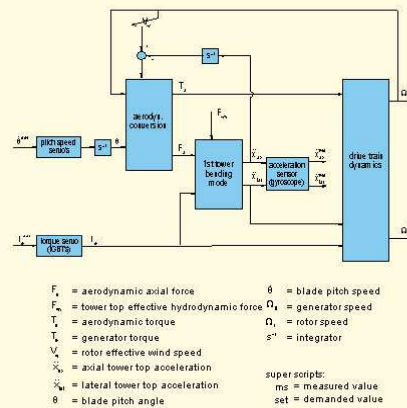 s⁻¹
aerodyn.
conversion
Tₐ
Ω
θ
pitch speed
servo's
s⁻¹
θ
Fₐ
1st tower
bending
mode
acceleration
sensor
(gyroscope)
drive train
dynamics
torque servo
(IGBTs)
Ω
= aerodynamic axial force
= tower top effective hydrodynamic force
= aerodynamic torque
= generator torque
= rotor effective wind speed
= axial tower top acceleration
= lateral tower top acceleration
θ = blade pitch angle
θ̇ = blade pitch speed
= generator speed
= rotor speed
s⁻¹ = integrator
super scripts:
ms = measured value
set = demanded value